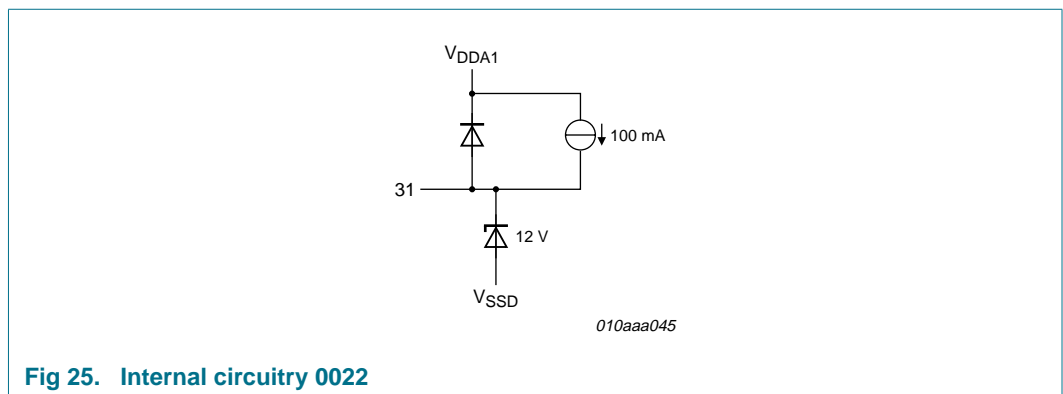 VDDA1
100 mA
31
12 V
VSSD
010aaa045
Fig 25. Internal circuitry 0022